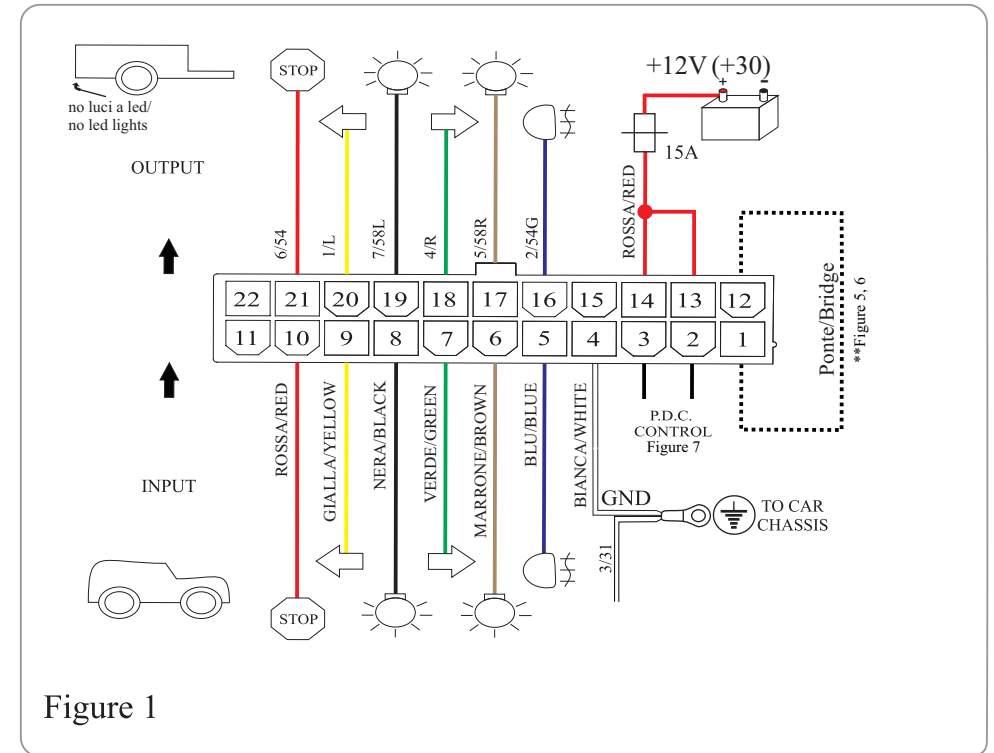 STOP
+12V (+30)
+ -
no luci a led/
no led lights
15A
OUTPUT
ROSSA/RED
6/54
1/L
7/58L
4/R
5/58R
2/54G
Ponte/Bridge
**Figure 5, 6
22 21 20 19 18 17 16 15 14 13 12
11 10 9 8 7 6 5 4 3 2 1
ROSSA/RED
GIALLA/YELLOW
NERA/BLACK
VERDE/GREEN
MARRONE/BROWN
BLU/BLUE
BIANCA/WHITE
P.D.C.
CONTROL
Figure 7
INPUT
GND
TO CAR
CHASSIS
3/31
STOP
Figure 1